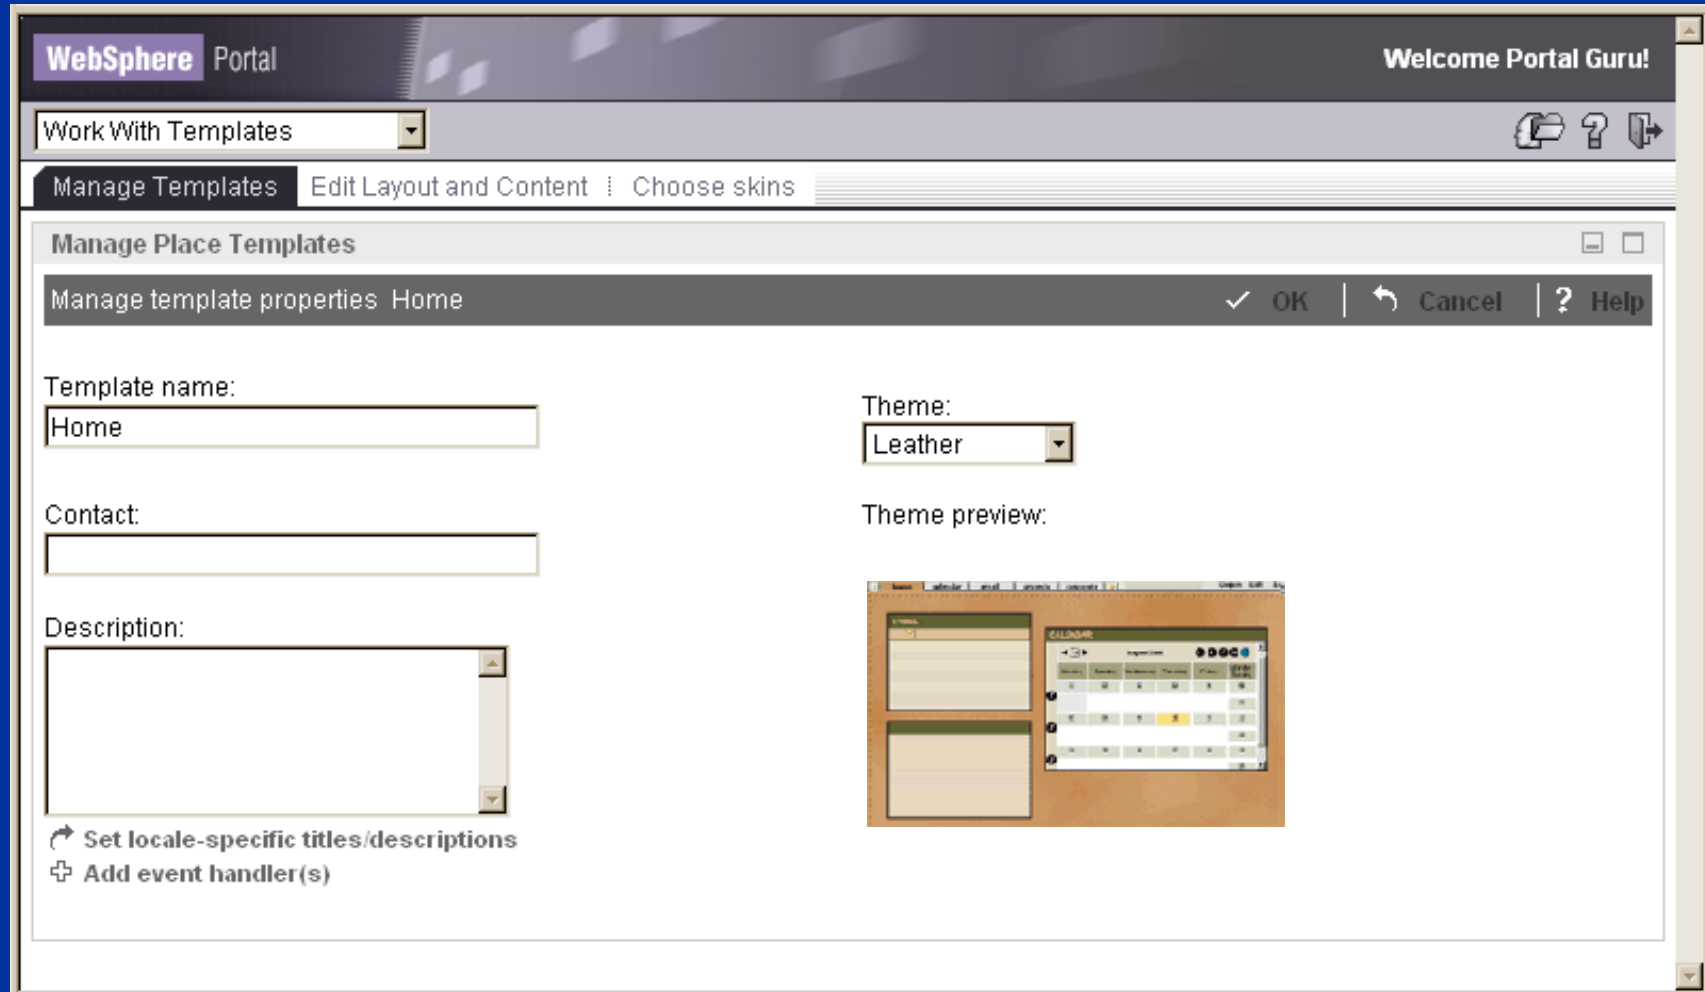 WebSphere Portal
Welcome Portal Guru!
Work With Templates
Manage Templates Edit Layout and Content Choose skins
Manage Place Templates
Manage template properties Home OK Cancel ? Help
Template name:
Home
Theme:
Leather
Contact:
Theme preview:
Description:
CALENDAR
Set locale-specific titles/descriptions
Add event handler(s)